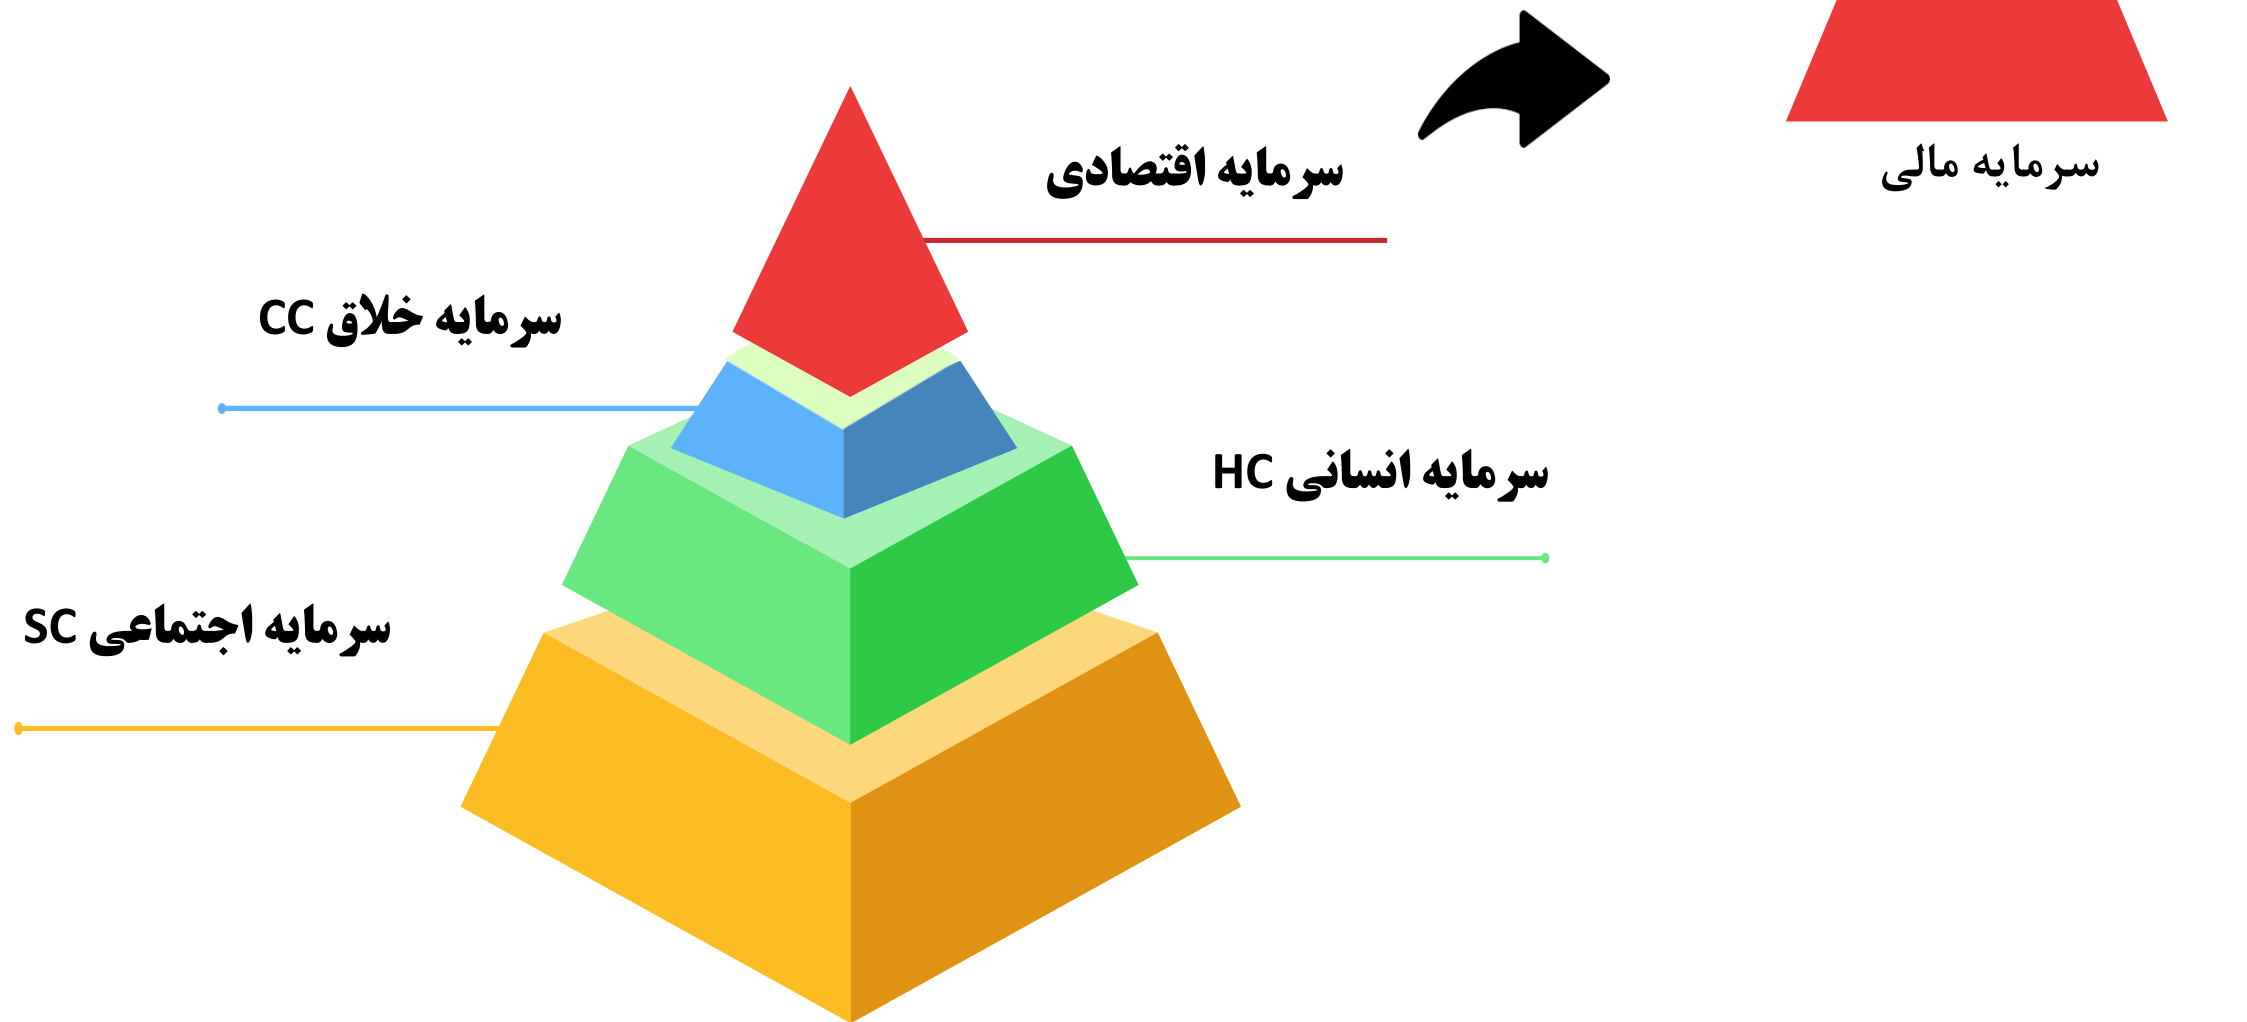 سرمایه مالی
سرمایه اقتصادی
سرمایه خلاق CC
سرمایه انسانی HC
سرمایه اجتماعی SC